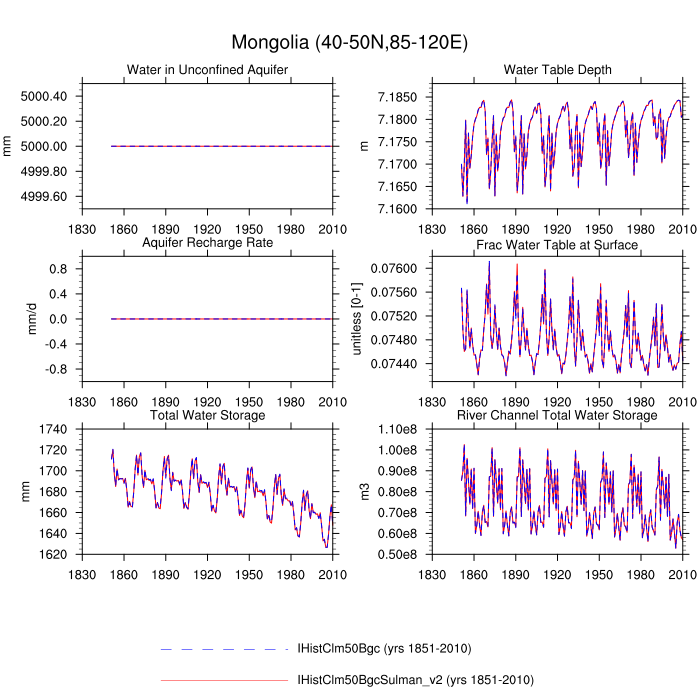 Mongolia (40-50N,85-120E)
Water in Unconfined Aquifer
Water Table Depth
5000.40
5000.20
5000.00
4999.80
4999.60
mm
1830 1860 1890 1920 1950 1980 2010
7.1850
7.1800
7.1750
7.1700
7.1650
7.1600
m
1830 1860 1890 1920 1950 1980 2010
Aquifer Recharge Rate
Frac Water Table at Surface
0.8
0.4
0.0
-0.4
-0.8
mm/d
1830 1860 1890 1920 1950 1980 2010
0.07600
0.07560
0.07520
0.07480
0.07440
unitless [0-1]
1830 1860 1890 1920 1950 1980 2010
Total Water Storage
River Channel Total Water Storage
1740
1720
1700
1680
1660
1640
1620
mm
1830 1860 1890 1920 1950 1980 2010
1.10e8
1.00e8
0.90e8
0.80e8
0.70e8
0.60e8
0.50e8
m3
1830 1860 1890 1920 1950 1980 2010
IHistClm50Bgc (yrs 1851-2010)
IHistClm50BgcSulman_v2 (yrs 1851-2010)